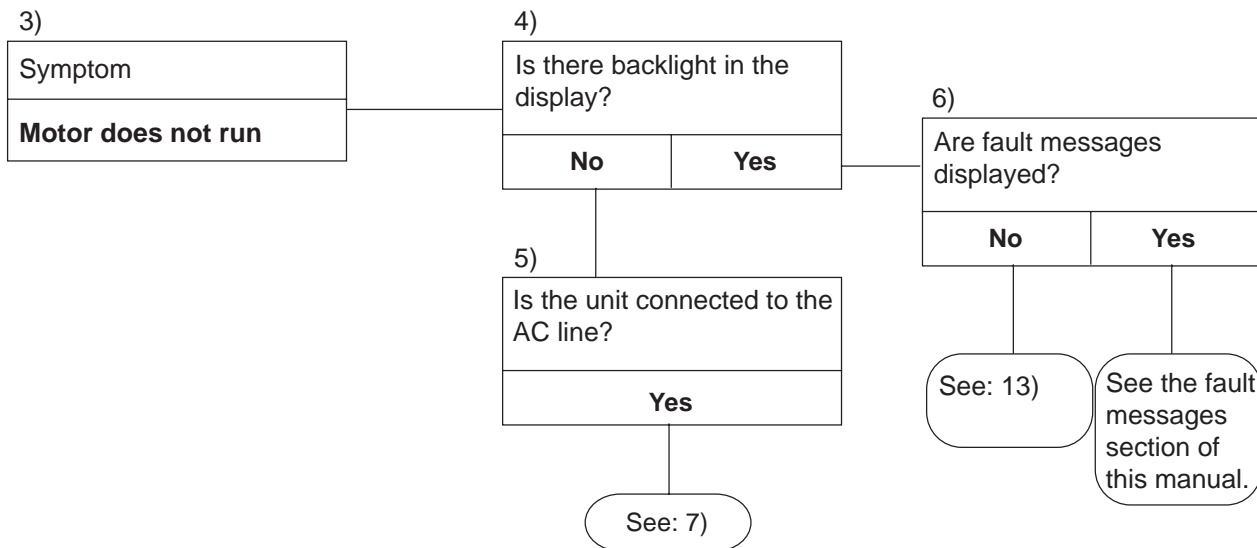 3)
Symptom
Motor does not run
4)
Is there backlight in the
display?
No
Yes
5)
Is the unit connected to the
AC line?
Yes
See: 7)
6)
Are fault messages
displayed?
No
Yes
See: 13)
See the fault
messages
section of
this manual.